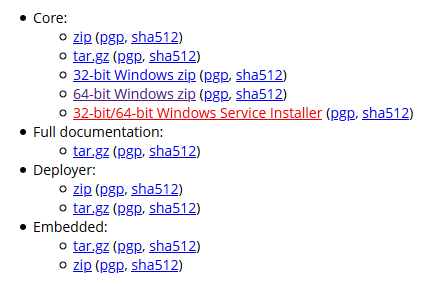 Core:
zip (pgp, sha512)
tar.gz (pgp, sha512)
32-bit Windows zip (pgp, sha512)
64-bit Windows zip (pgp, sha512)
32-bit/64-bit Windows Service Installer (pgp, sha512)
Full documentation:
tar.gz (pgp, sha512)
Deployer:
zip (pgp, sha512)
tar.gz (pgp, sha512)
Embedded:
tar.gz (pgp, sha512)
zip (pgp, sha512)